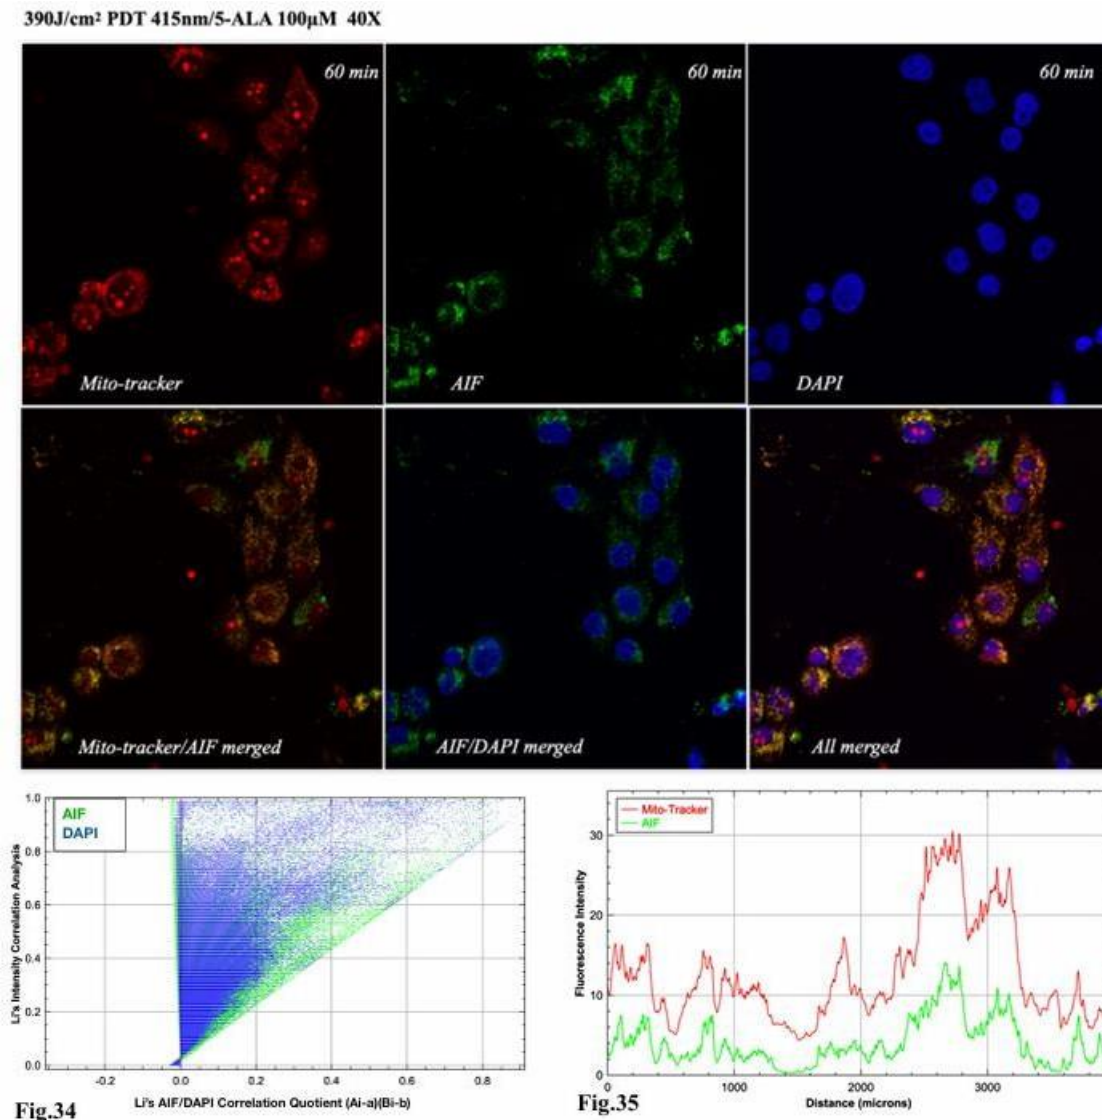 390J/cm² PDT 415nm/5-ALA 100µM 40X
60 min
60 min
60 min
Mito-tracker
AIF
DAPI
Mito-tracker/AIF merged
AIF/DAPI merged
All merged
AIF
DAPI
Li's Intensity Correlation Analysis
1.0
0.8
0.6
0.4
0.2
0.0
-0.2
0.0
0.2
0.4
0.6
0.8
Li's AIF/DAPI Correlation Quotient (Ai-a)(Bi-b)
Fig.34
Mito-Tracker
AIF
Fluorescence Intensity
30
20
10
0
0
1000
2000
3000
Distance (microns)
Fig.35